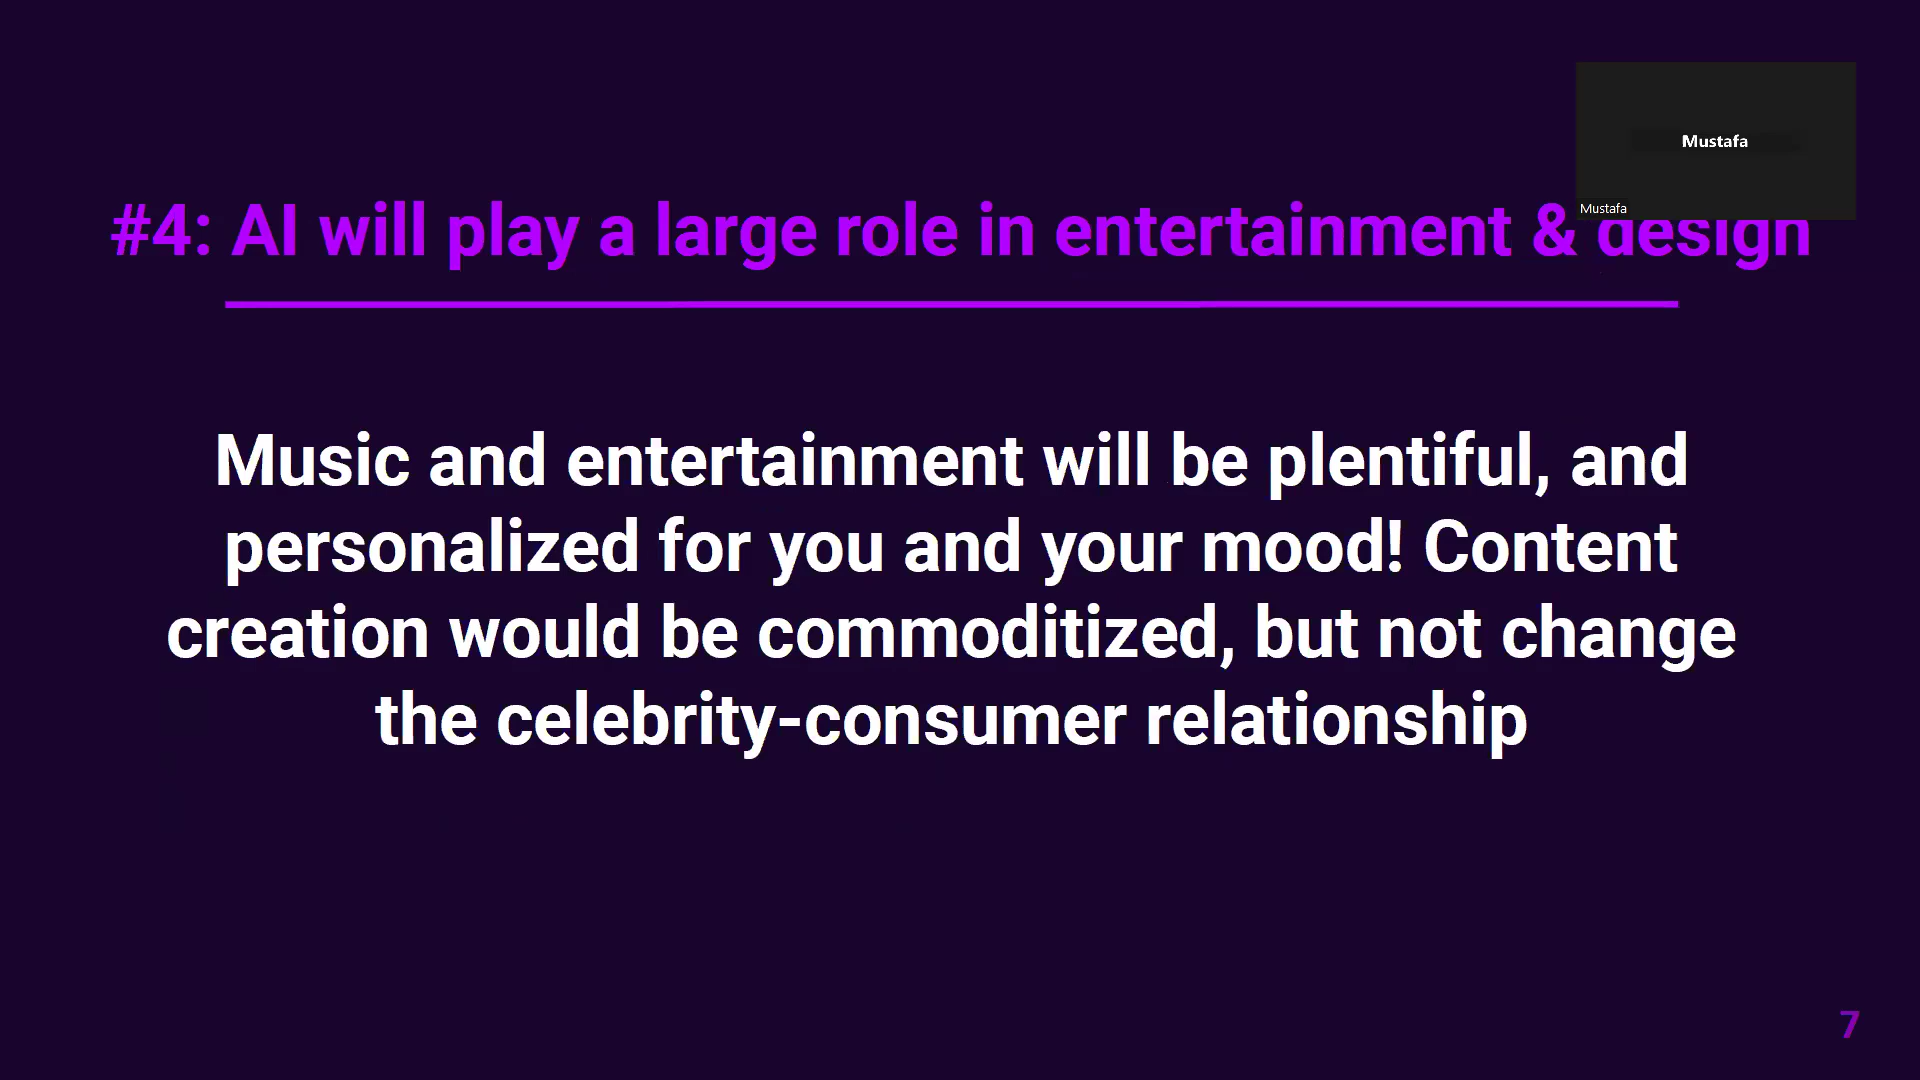 Mustafa
Mustafa
#4: AI will play a large role in entertainment & design
Music and entertainment will be plentiful, and
personalized for you and your mood! Content
creation would be commoditized, but not change
the celebrity-consumer relationship
7